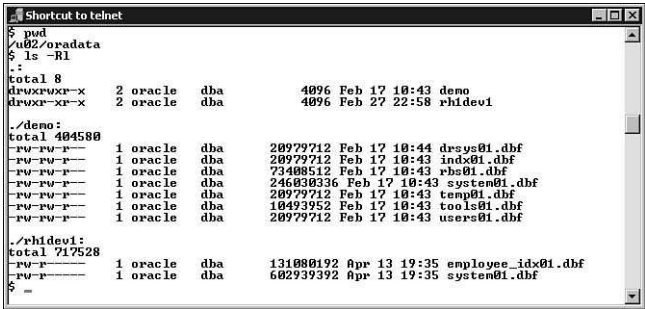 Shortcut to telnet
$ pwd
/u02/oradata
$ ls -Rl
.:
total 8
drwxrwxr-x 2 oracle dba 4096 Feb 17 10:43 demo
drwxr-xr-x 2 oracle dba 4096 Feb 27 22:58 rh1dev1
./demo:
total 404580
-rw-rw-r-- 1 oracle dba 20979712 Feb 17 10:44 drsys01.dbf
-rw-rw-r-- 1 oracle dba 20979712 Feb 17 10:43 indx01.dbf
-rw-rw-r-- 1 oracle dba 73408512 Feb 17 10:43 rbs01.dbf
-rw-rw-r-- 1 oracle dba 246030336 Feb 17 10:43 system01.dbf
-rw-rw-r-- 1 oracle dba 20979712 Feb 17 10:43 temp01.dbf
-rw-rw-r-- 1 oracle dba 10493952 Feb 17 10:43 tools01.dbf
-rw-rw-r-- 1 oracle dba 20979712 Feb 17 10:43 users01.dbf
./rh1dev1:
total 717528
-rw-r----- 1 oracle dba 131080192 Apr 13 19:35 employee_idx01.dbf
-rw-r----- 1 oracle dba 602939392 Apr 13 19:35 system01.dbf
$ _